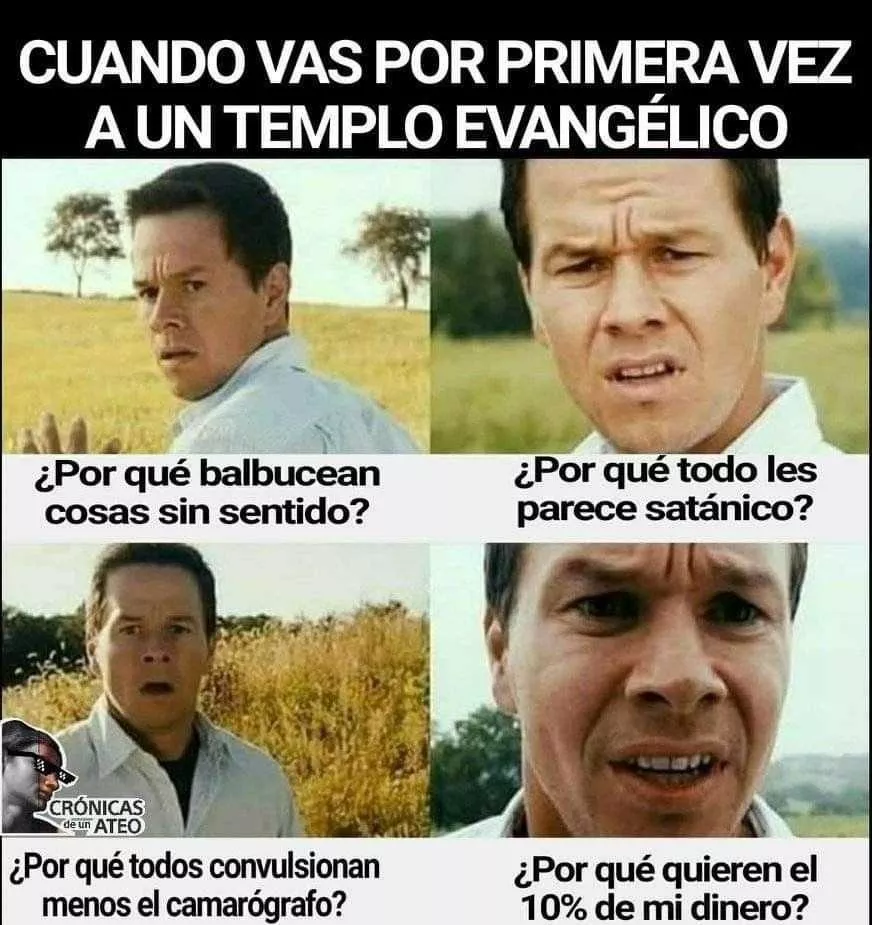 CUANDO VAS POR PRIMERA VEZ
A UN TEMPLO EVANGÉLICO
¿Por qué balbucean
cosas sin sentido?
¿Por qué todo les
parece satánico?
CRÓNICAS
de un ATEO
¿Por qué todos convulsionan
menos el camarógrafo?
¿Por qué quieren el
10% de mi dinero?